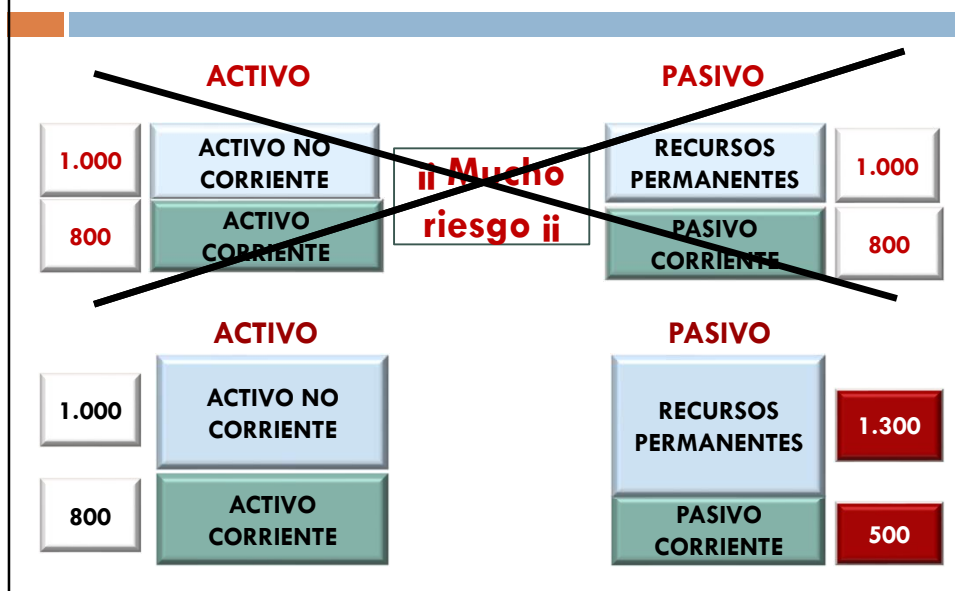 ACTIVO
PASIVO
1.000
ACTIVO NO
CORRIENTE
¡¡ Mucho
riesgo ¡¡
RECURSOS
PERMANENTES
1.000
800
ACTIVO
CORRIENTE
PASIVO
CORRIENTE
800
ACTIVO
PASIVO
1.000
ACTIVO NO
CORRIENTE
RECURSOS
PERMANENTES
1.300
800
ACTIVO
CORRIENTE
PASIVO
CORRIENTE
500